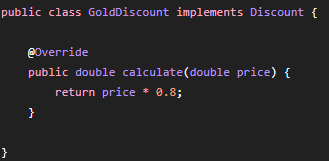 public class GoldDiscount implements Discount {
@Override
public double calculate(double price) {
return price * 0.8;
}
}